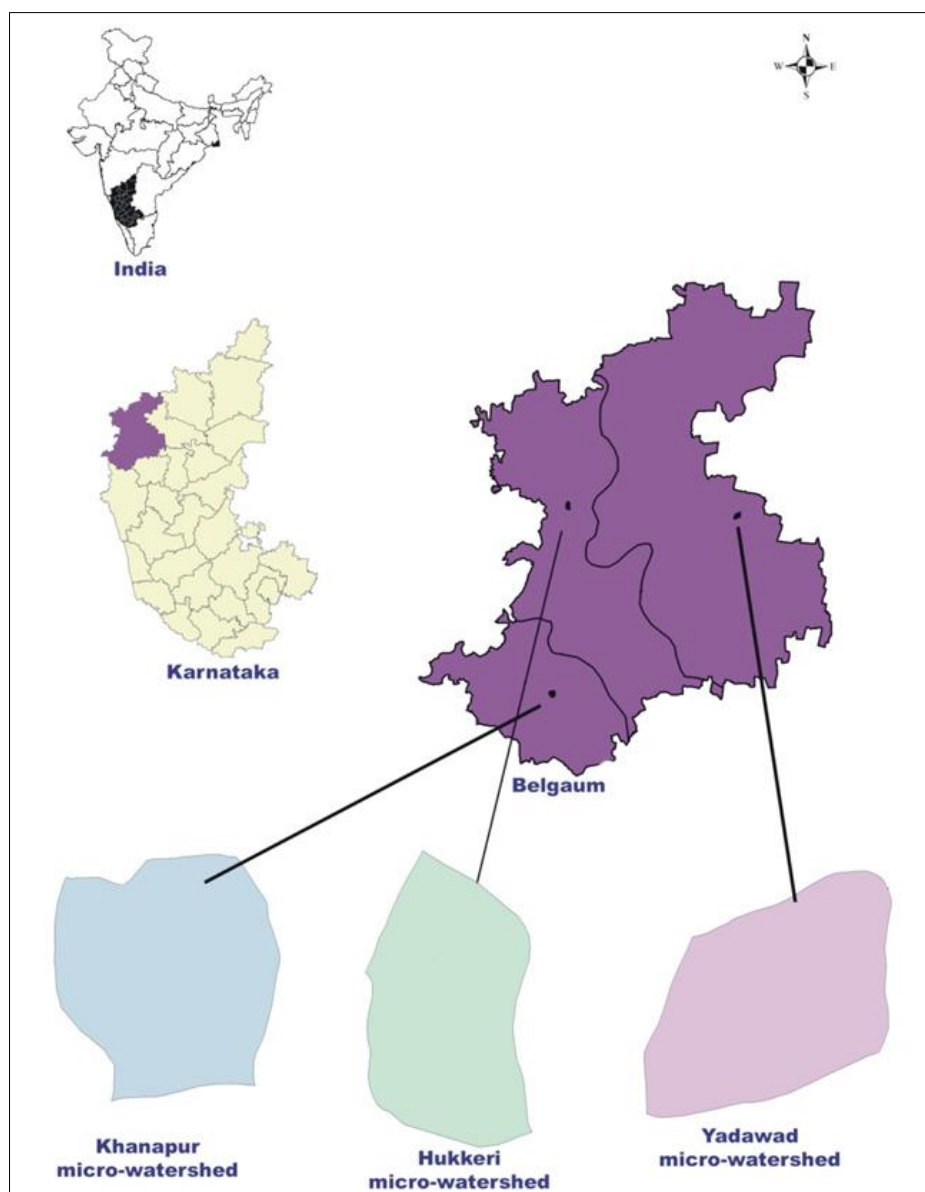 N
W E
S
India
Karnataka
Belgaum
Khanapur
micro-watershed
Hukkeri
micro-watershed
Yadawad
micro-watershed